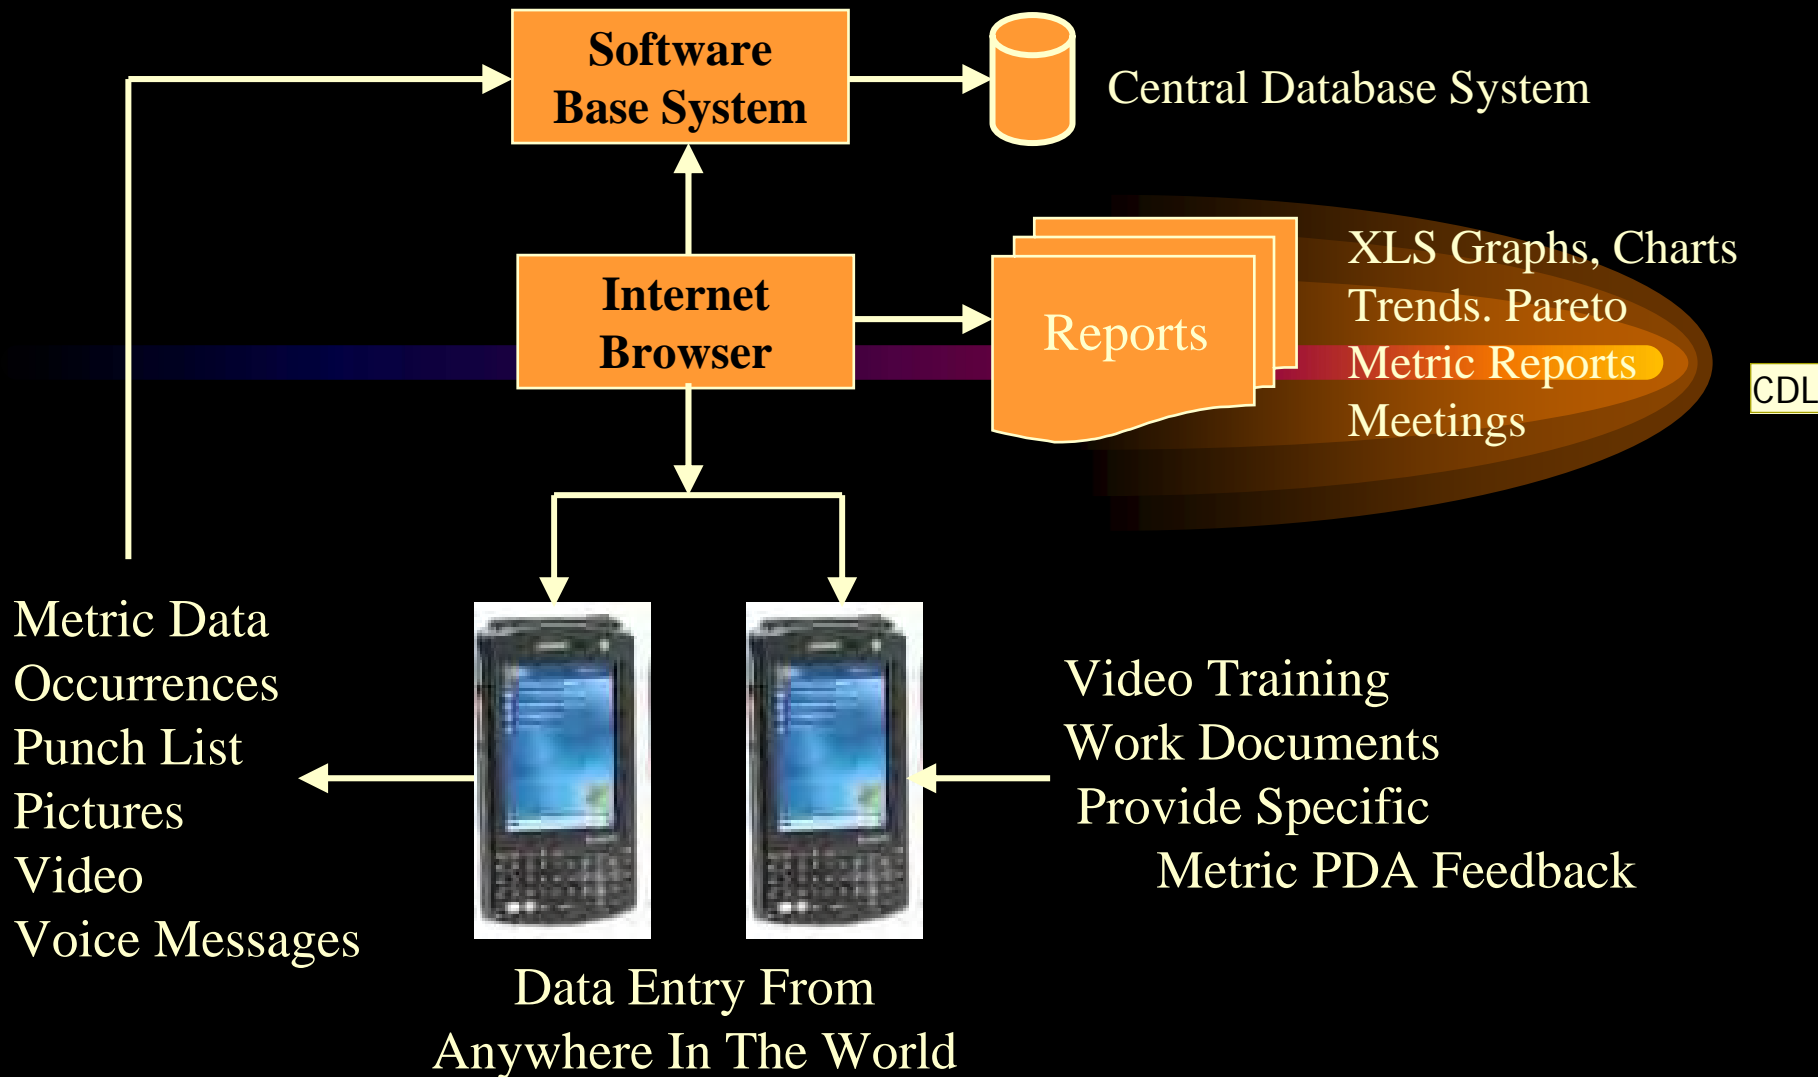 Software
Base System
Central Database System
Internet
Browser
Reports
XLS Graphs, Charts
Trends. Pareto
Metric Reports
Meetings
CDL
Metric Data
Occurrences
Punch List
Pictures
Video
Voice Messages
Video Training
Work Documents
Provide Specific
Metric PDA Feedback
Data Entry From
Anywhere In The World